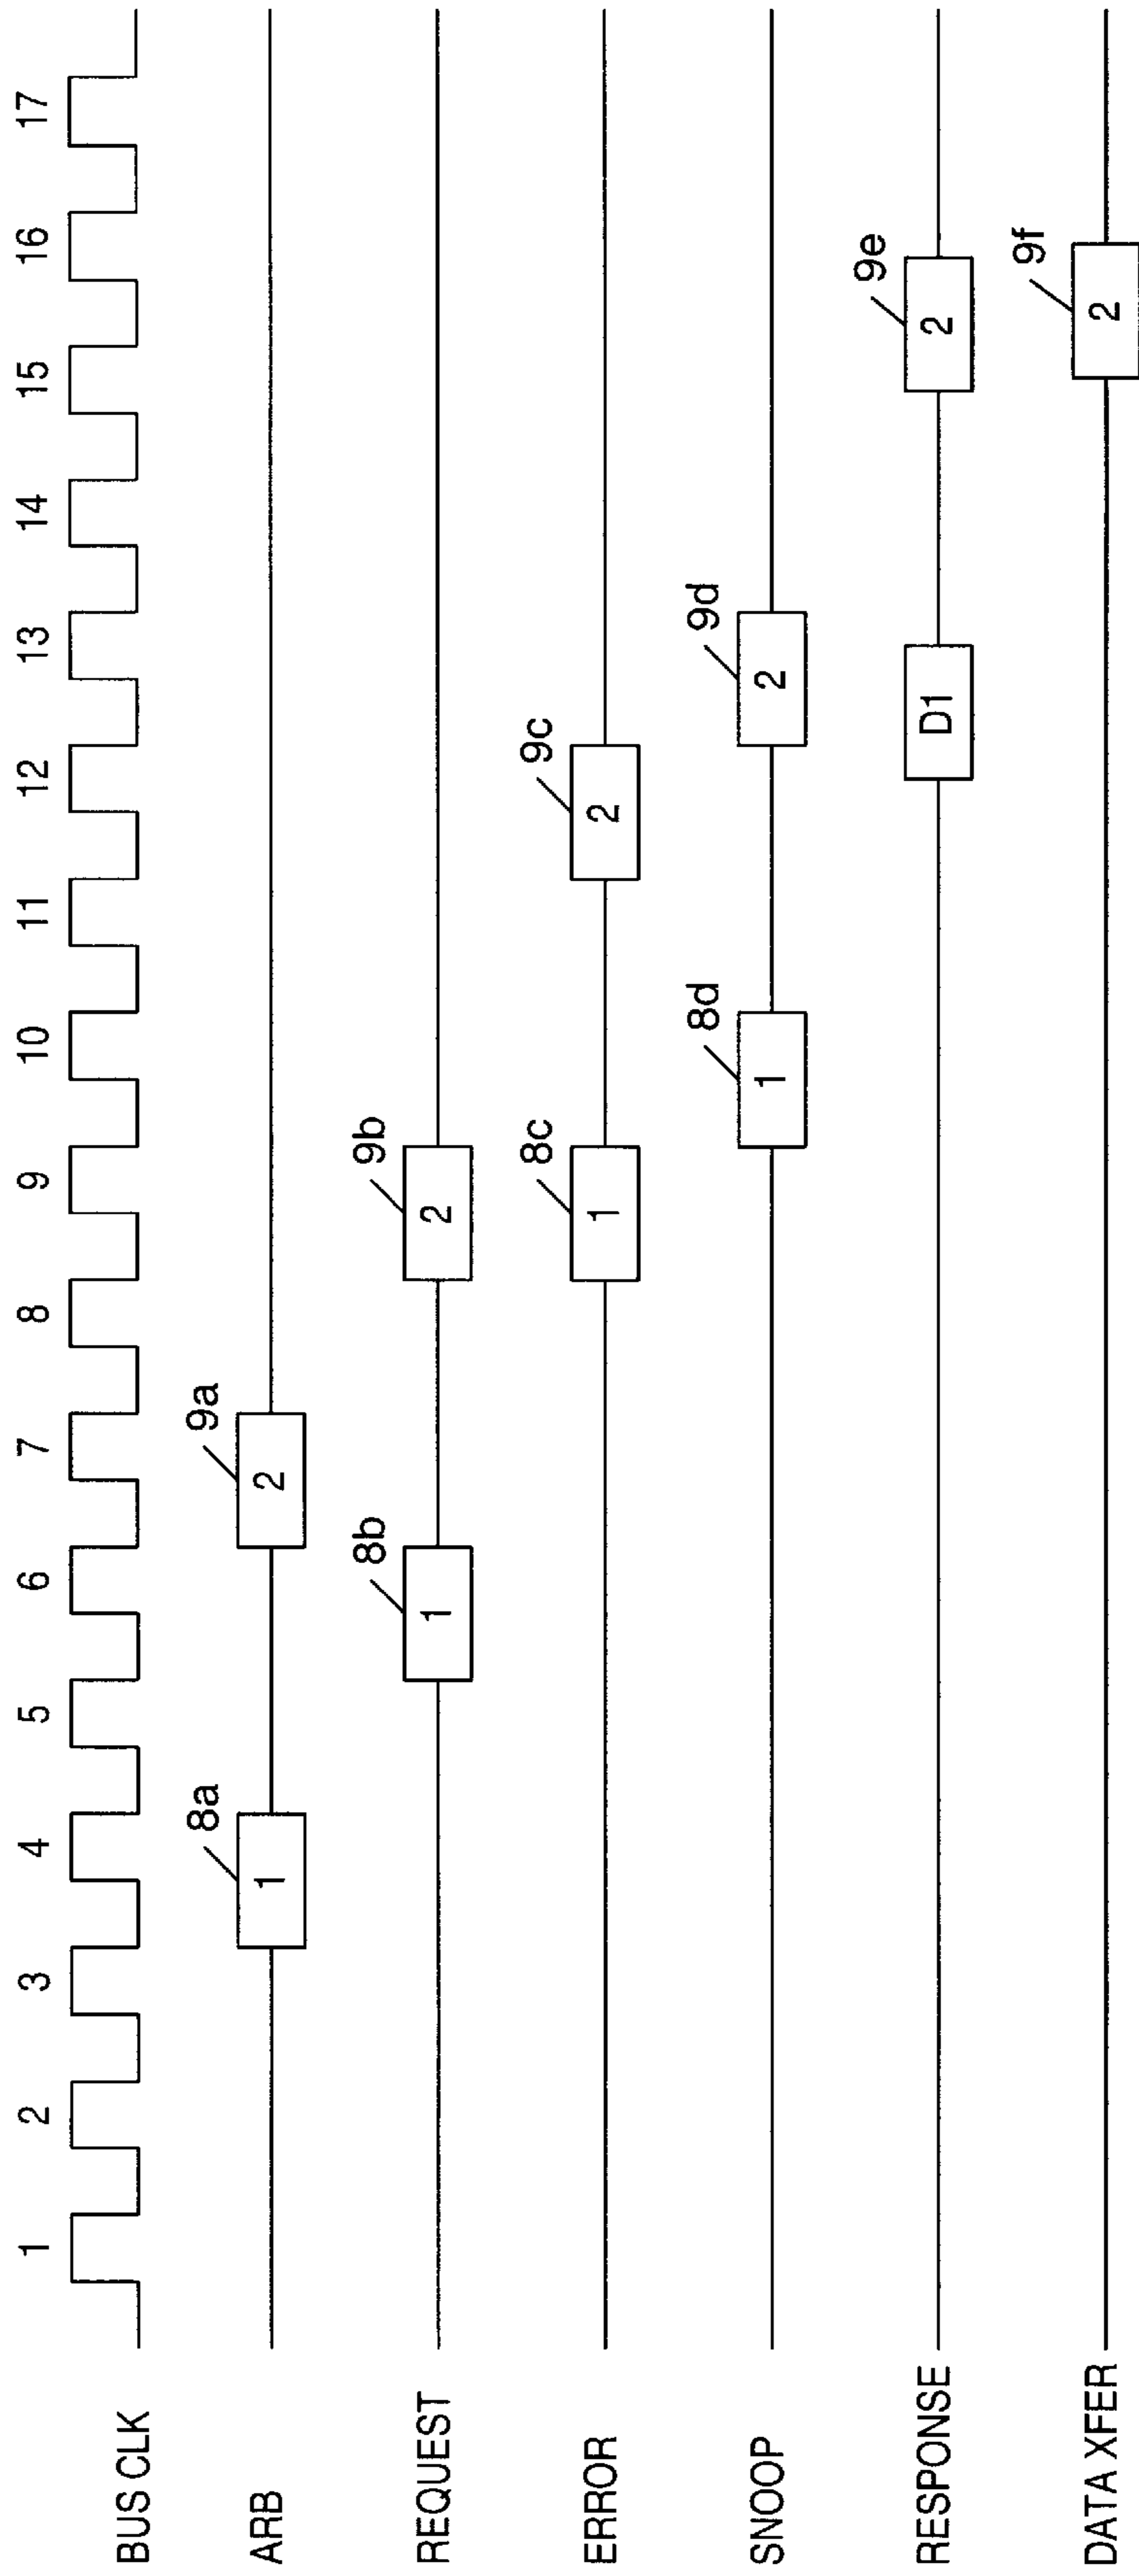 1 2 3 4 5 6 7 8 9 10 11 12 13 14 15 16 17
BUS CLK
ARB 1 8a 2 9a
REQUEST 1 8b 2 9b
ERROR 1 8c 2 9c
SNOOP 1 8d 2 9d
RESPONSE D1 2 9e
DATA XFER 2 9f